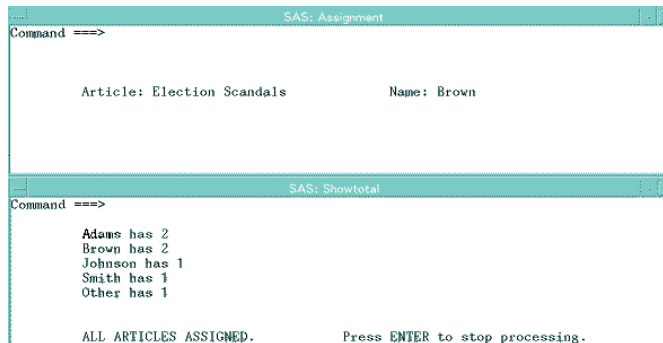 SAS: Assignment
Command ===>
Article: Election Scandals Name: Brown
SAS: Showtotal
Command ===>
Adams has 2
Brown has 2
Johnson has 1
Smith has 1
Other has 1
ALL ARTICLES ASSIGNED. Press ENTER to stop processing.